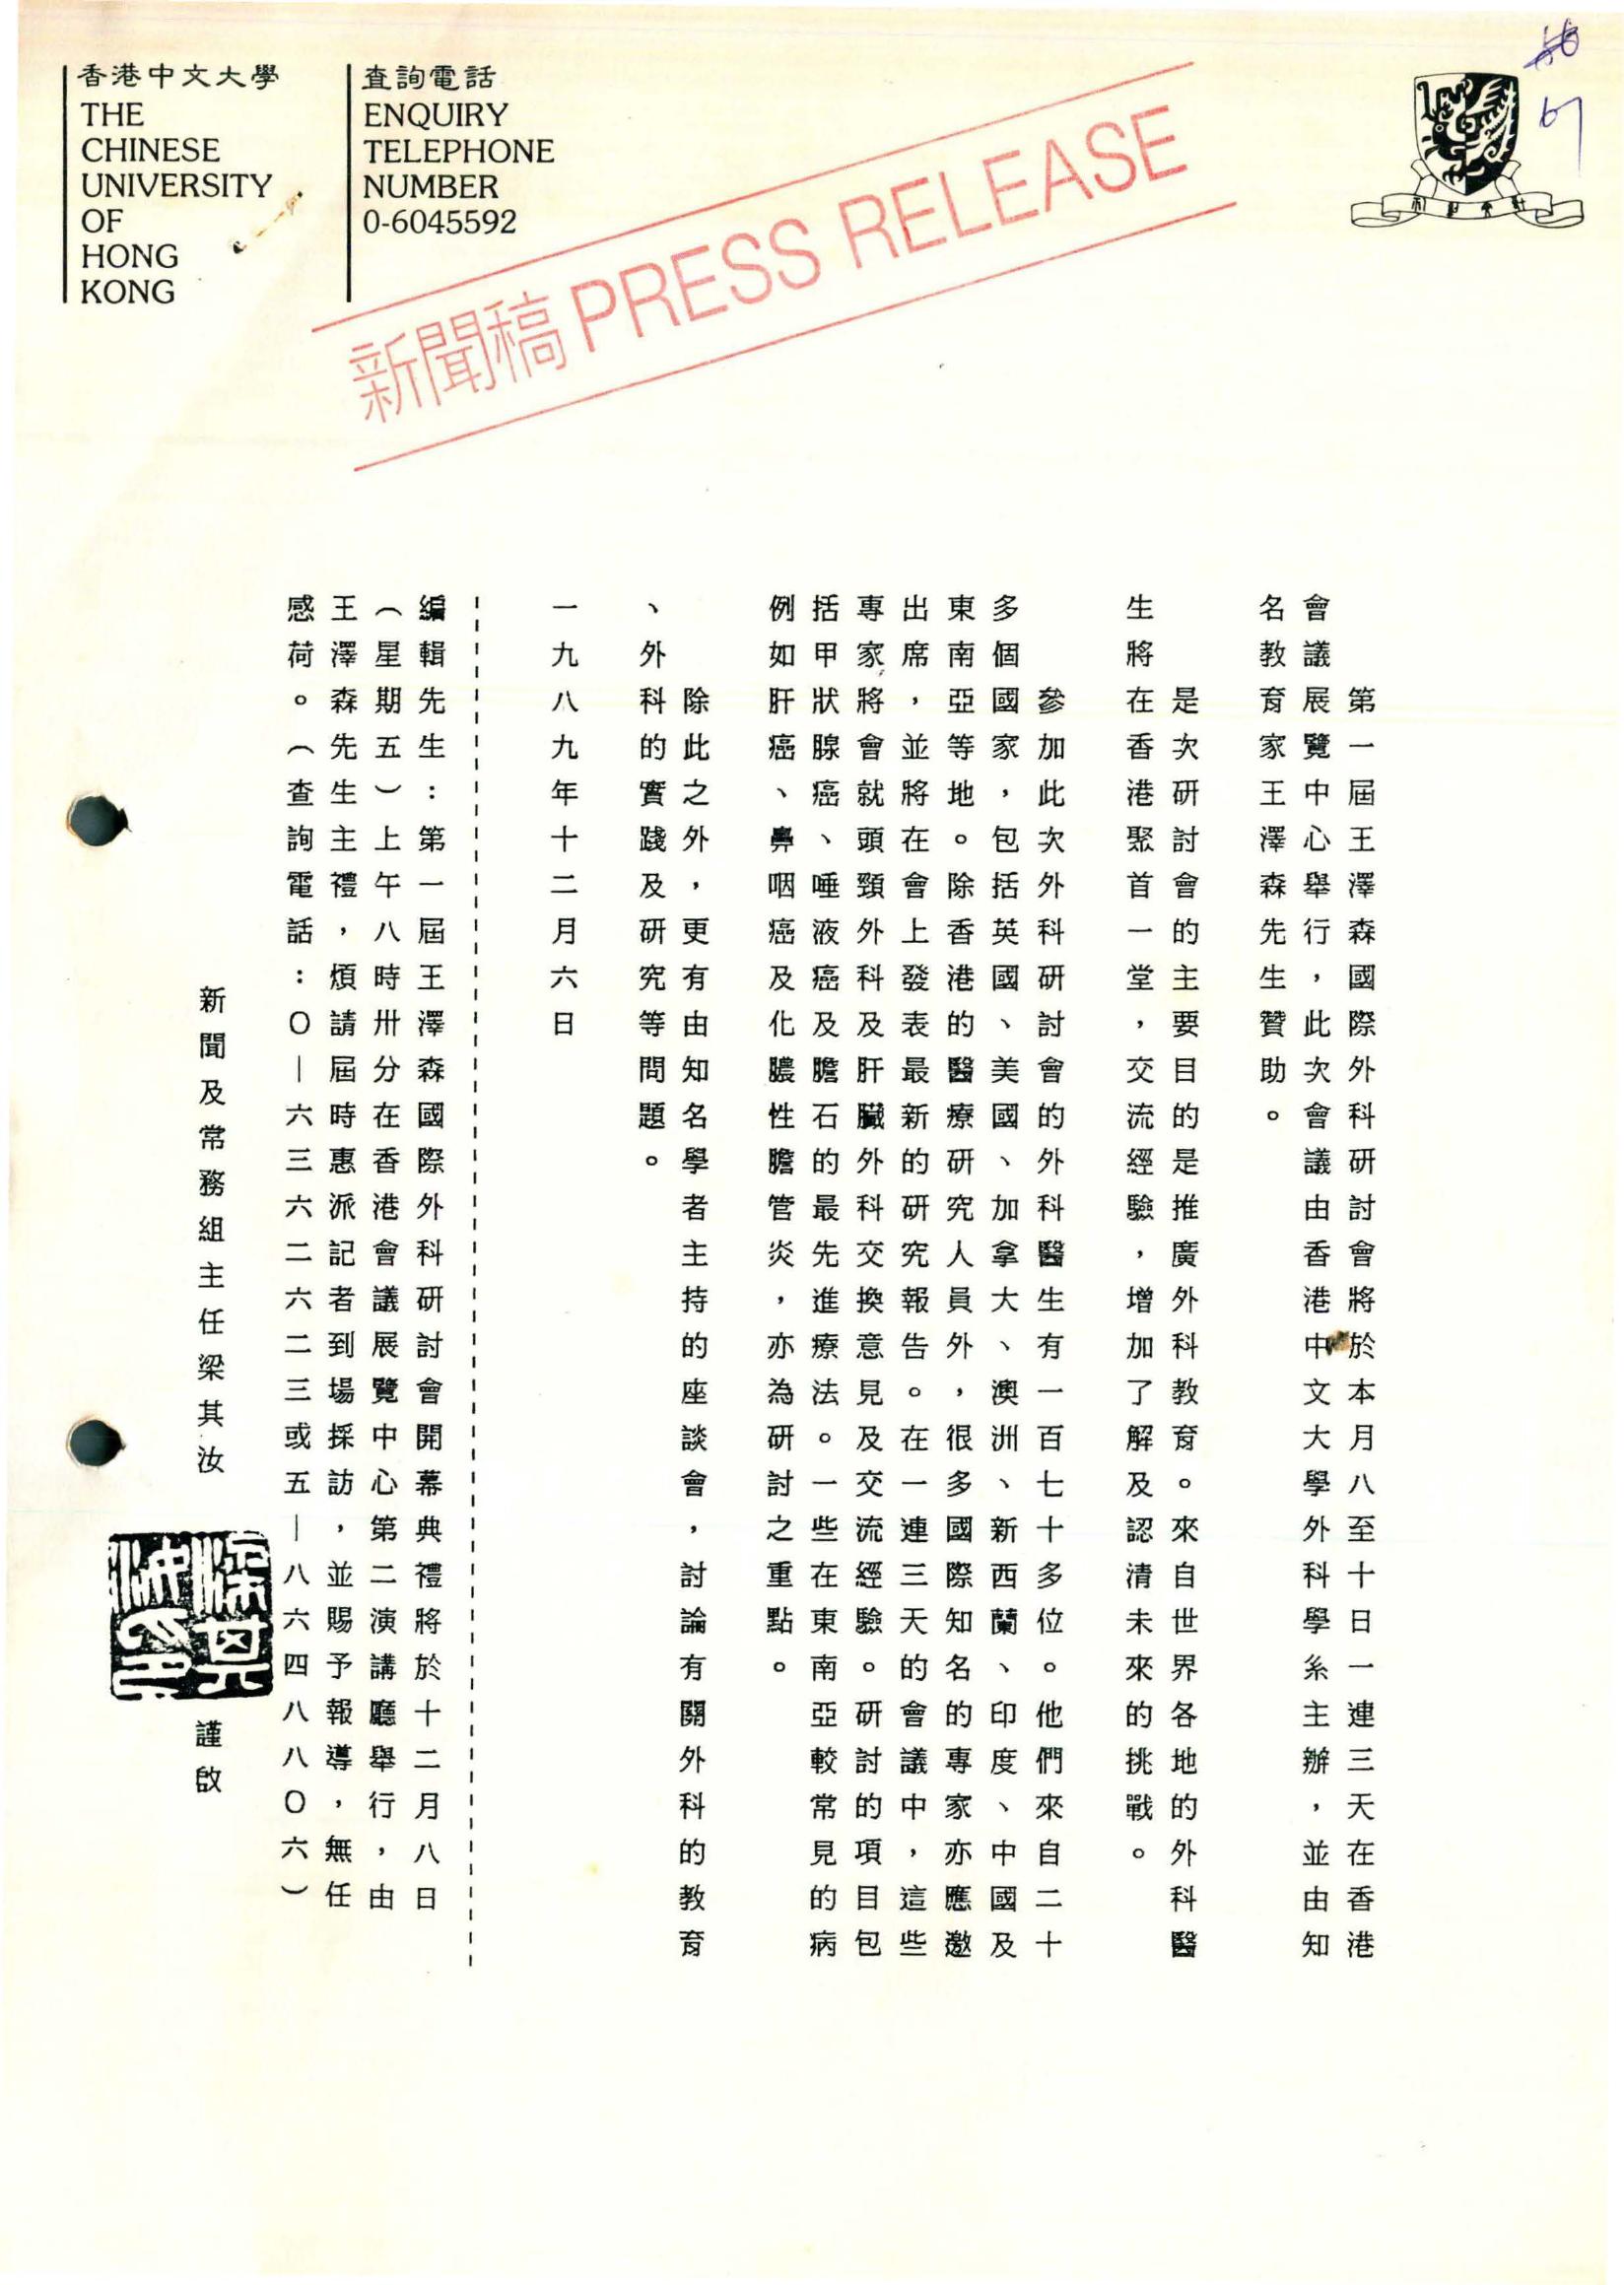 香港中文大學
THE
CHINESE
UNIVERSITY
OF
HONG
KONG
查詢電話
ENQUIRY
TELEPHONE
NUMBER
0-6045592
新聞稿 PRESS RELEASE
67
第一屆王澤森國際外科研討會將於本月八至十日一連三天在香港
會議展覽中心舉行，此次會議由香港中文大學外科學系主辦，並由知
名教育家王澤森先生贊助。
是次研討會的主要目的是推廣外科教育。來自世界各地的外科醫
生將在香港聚首一堂，交流經驗，增加了解及認清未來的挑戰。
參加此次外科研討會的外科醫生有一百七十多位。他們來自二十
多個國家，包括英國、美國、加拿大、澳洲、新西蘭、印度、中國及
東南亞等地。除香港的醫療研究人員外，很多國際知名的專家亦應邀
出席，並將在會上發表最新的研究報告。在一連三天的會議中，這些
專家將會就頭頸外科及肝臟外科交換意見及交流經驗。研討的項目包
括甲狀腺癌、唾液癌及膽石的最先進療法。一些在東南亞較常見的病
例如肝癌、鼻咽癌及化膿性膽管炎，亦為研討之重點。
除此之外，更有由知名學者主持的座談會，討論有關外科的教育
、外科的實踐及研究等問題。
一九八九年十二月六日
編輯先生：第一屆王澤森國際外科研討會開幕典禮將於十二月八日
（星期五）上午八時卅分在香港會議展覽中心第二演講廳舉行，由
王澤森先生主禮，煩請屆時惠派記者到場採訪，並賜予報導，無任
感荷。（查詢電話：０—六三六二六二三或五—八六四八八０六）
新聞及常務組主任梁其汝
謹啟